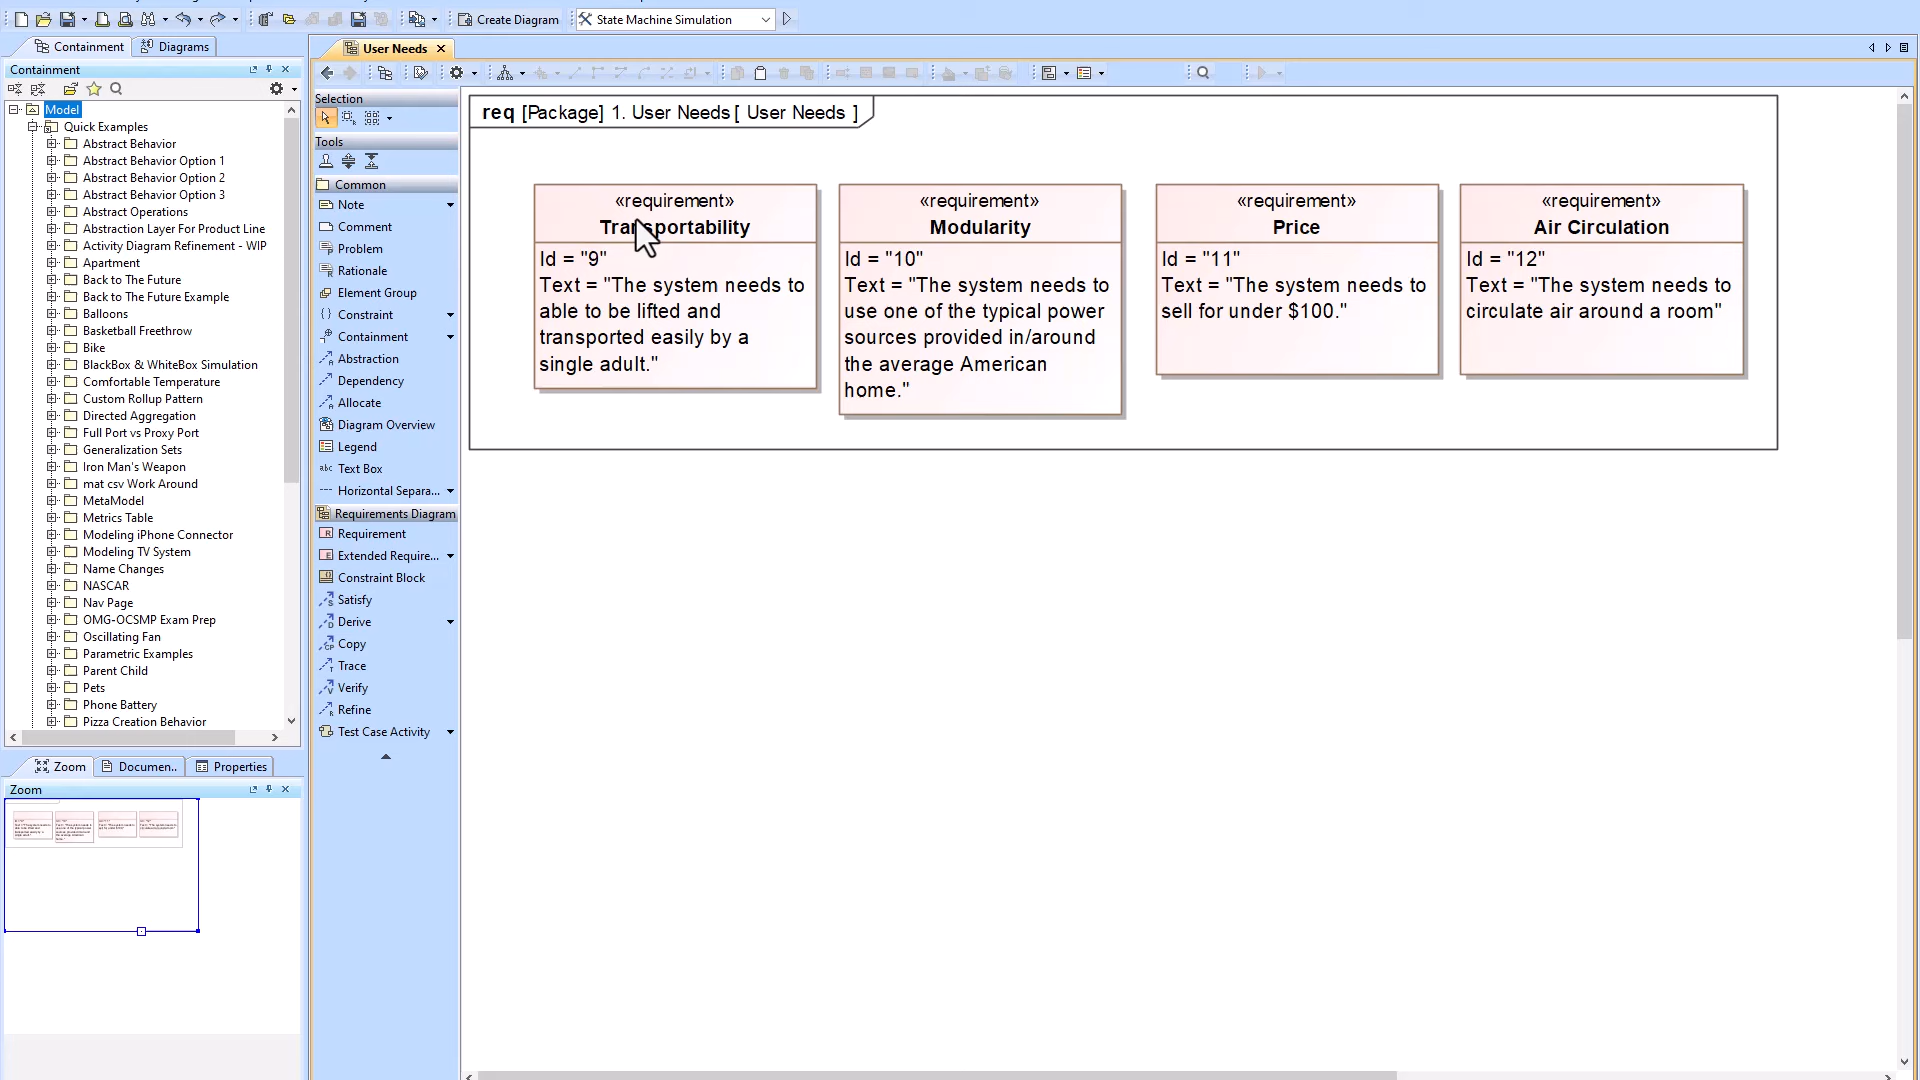 Create Diagram
State Machine Simulation
Containment
Diagrams
User Needs
Containment
Model
Quick Examples
Abstract Behavior
Abstract Behavior Option 1
Abstract Behavior Option 2
Abstract Behavior Option 3
Abstract Operations
Abstraction Layer For Product Line
Activity Diagram Refinement - WIP
Apartment
Back to The Future
Back to The Future Example
Balloons
Basketball Freethrow
Bike
BlackBox & WhiteBox Simulation
Comfortable Temperature
Custom Rollup Pattern
Directed Aggregation
Full Port vs Proxy Port
Generalization Sets
Iron Man's Weapon
mat csv Work Around
MetaModel
Metrics Table
Modeling iPhone Connector
Modeling TV System
Name Changes
NASCAR
Nav Page
OMG-OCSMP Exam Prep
Oscillating Fan
Parametric Examples
Parent Child
Pets
Phone Battery
Pizza Creation Behavior
Zoom
Documen..
Properties
Zoom
Selection
Tools
Common
Note
Comment
Problem
Rationale
Element Group
{} Constraint
Containment
Abstraction
Dependency
Allocate
Diagram Overview
Legend
abc Text Box
Horizontal Separa...
Requirements Diagram
Requirement
Extended Require...
Constraint Block
Satisfy
Derive
Copy
Trace
Verify
Refine
Test Case Activity
req [Package] 1. User Needs [ User Needs ]
«requirement»
Transportability
Id = "9"
Text = "The system needs to
able to be lifted and
transported easily by a
single adult."
«requirement»
Modularity
Id = "10"
Text = "The system needs to
use one of the typical power
sources provided in/around
the average American
home."
«requirement»
Price
Id = "11"
Text = "The system needs to
sell for under $100."
«requirement»
Air Circulation
Id = "12"
Text = "The system needs to
circulate air around a room"